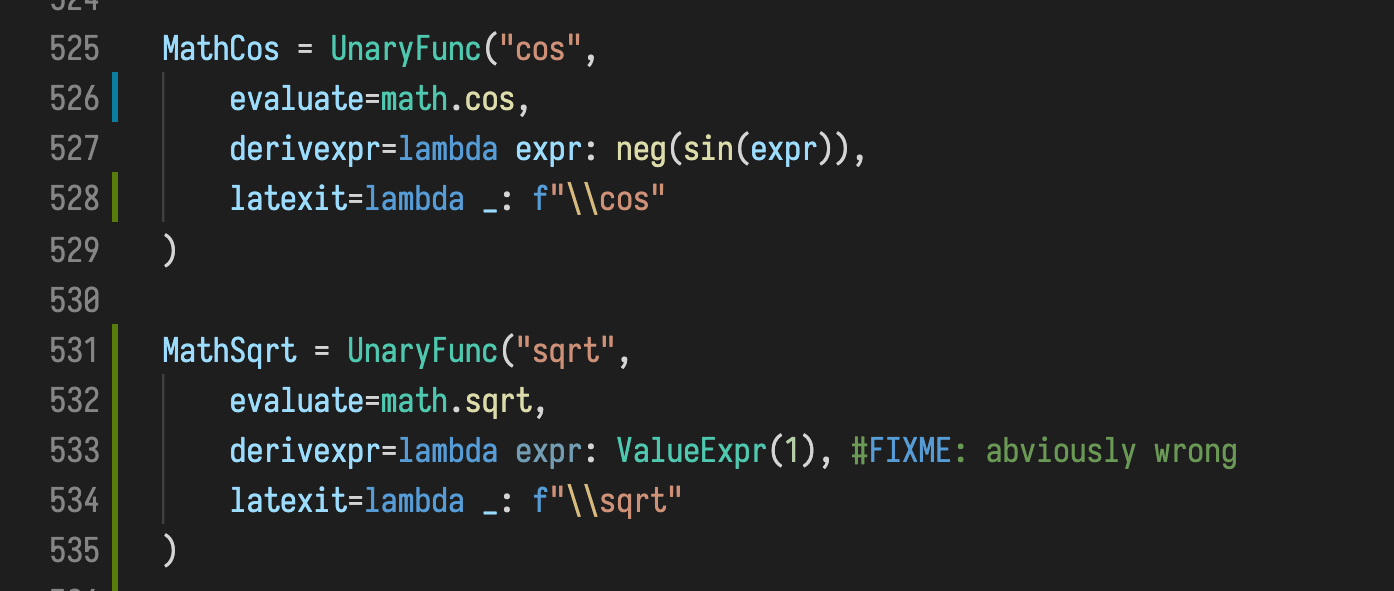 524
525 MathCos = UnaryFunc("cos",
526 evaluate=math.cos,
527 derivexpr=lambda expr: neg(sin(expr)),
528 latexit=lambda _: f"\\cos"
529 )
530
531 MathSqrt = UnaryFunc("sqrt",
532 evaluate=math.sqrt,
533 derivexpr=lambda expr: ValueExpr(1), #FIXME: abviously wrong
534 latexit=lambda _: f"\\sqrt"
535 )